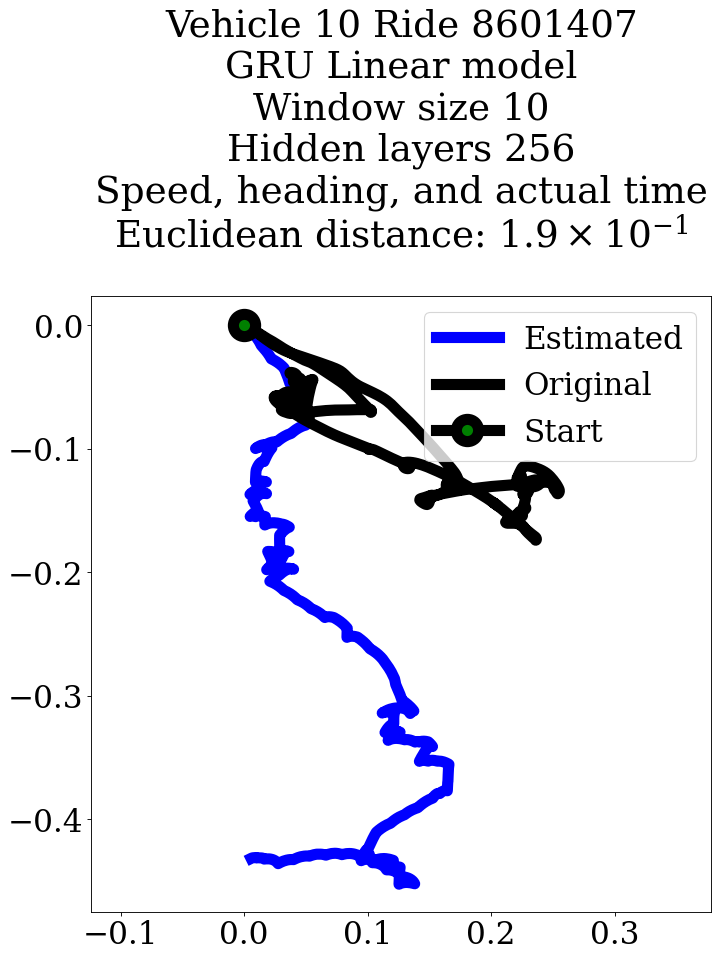 Vehicle 10 Ride 8601407
GRU Linear model
Window size 10
Hidden layers 256
Speed, heading, and actual time
Euclidean distance: 1.9 × 10⁻¹
Estimated
Original
Start
0.0
−0.1
−0.2
−0.3
−0.4
−0.1 0.0 0.1 0.2 0.3